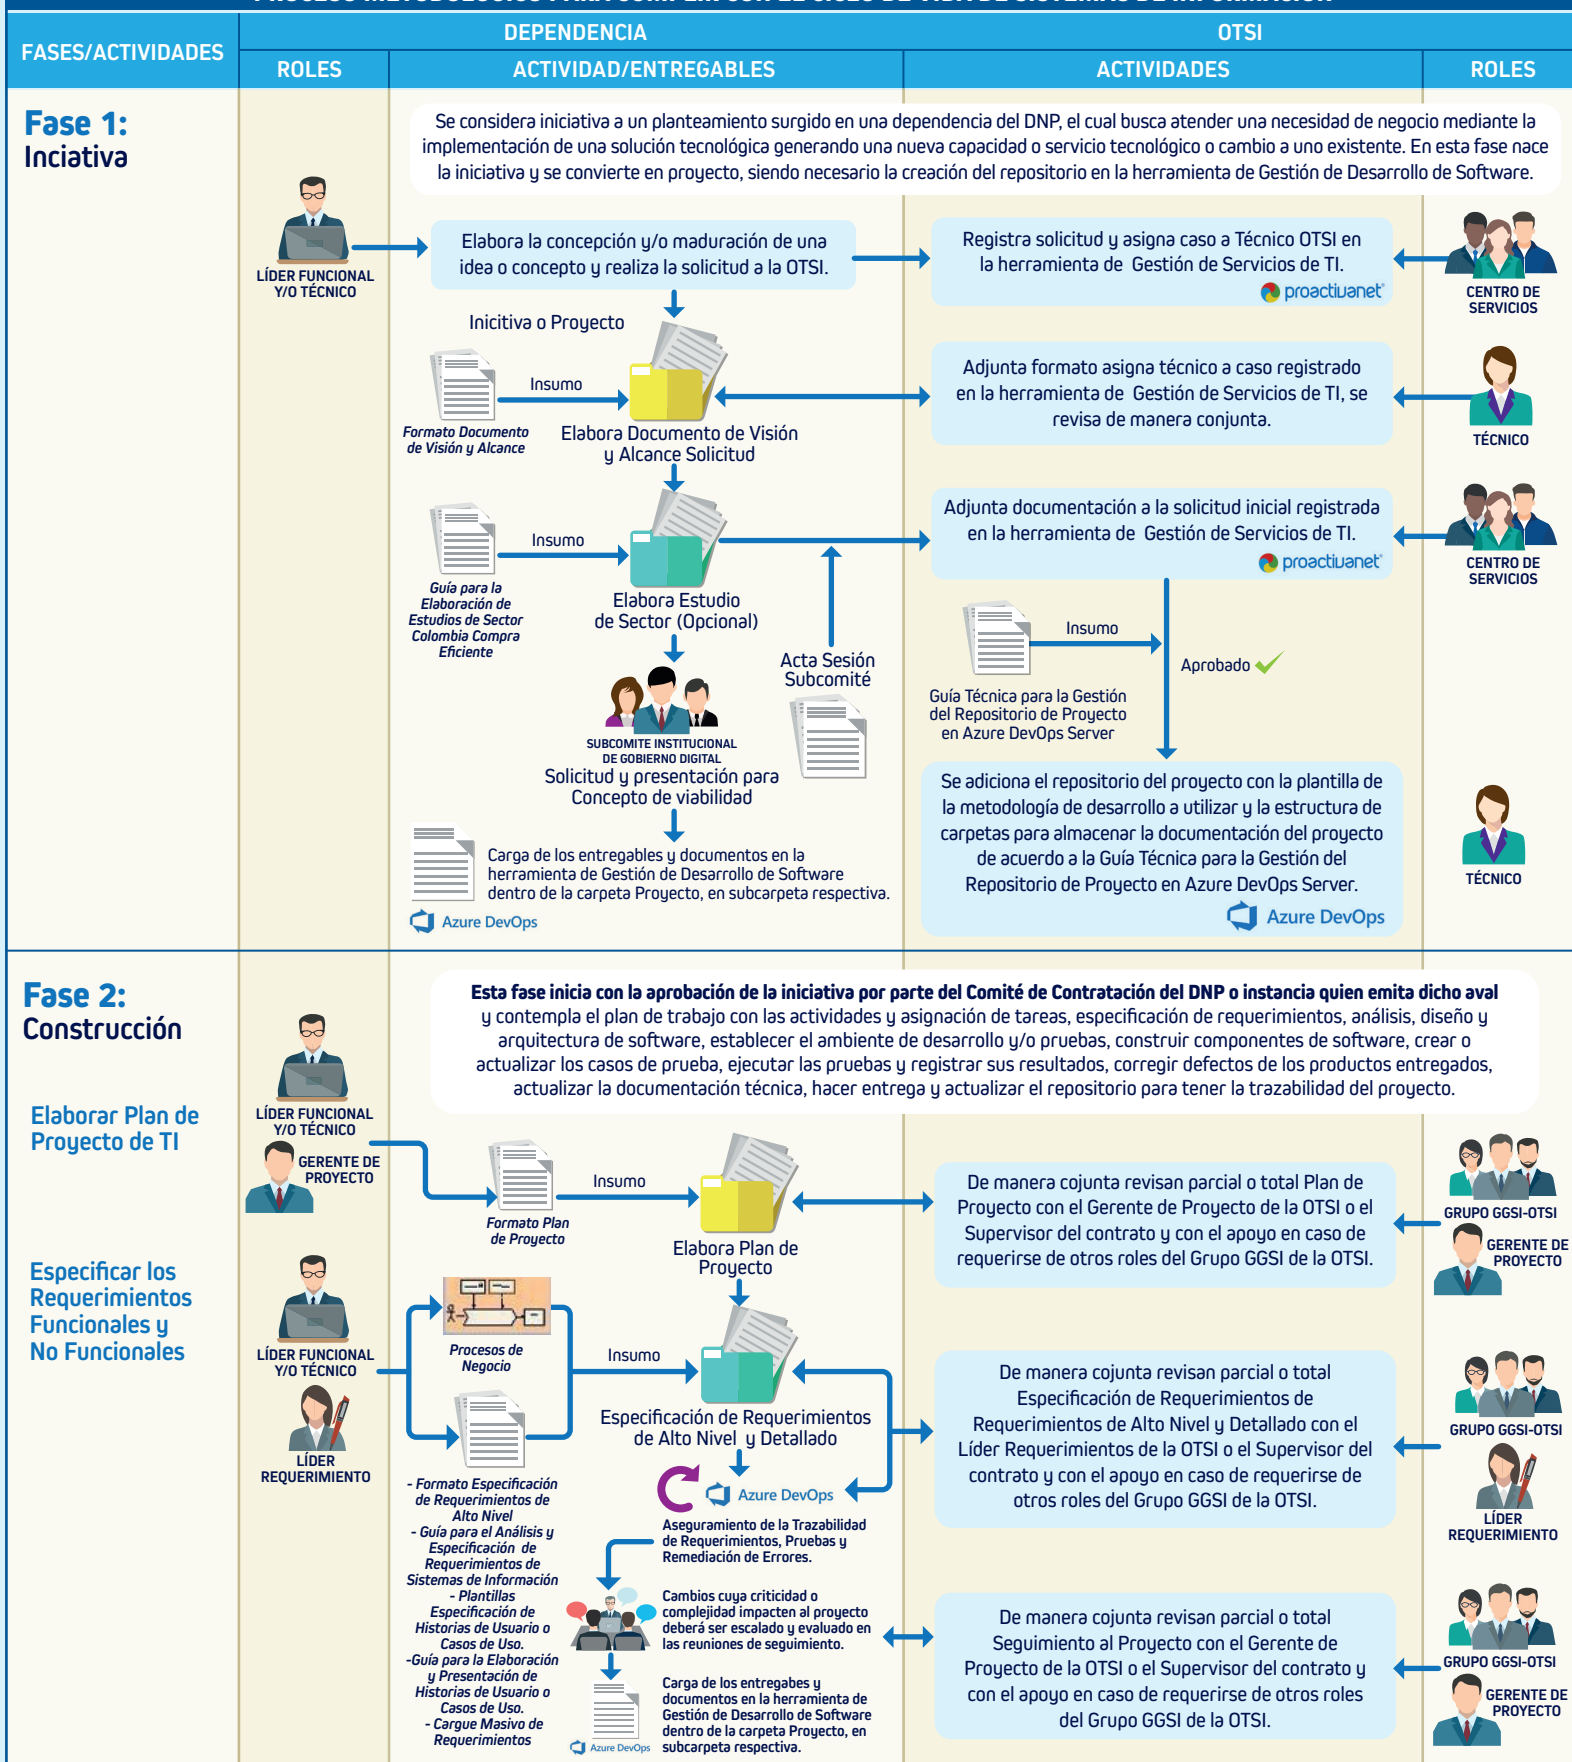 FASES/ACTIVIDADES
DEPENDENCIA
OTSI
ROLES
ACTIVIDAD/ENTREGABLES
ACTIVIDADES
ROLES
Fase 1:
Inciativa
Se considera iniciativa a un planteamiento surgido en una dependencia del DNP, el cual busca atender una necesidad de negocio mediante la
implementación de una solución tecnológica generando una nueva capacidad o servicio tecnológico o cambio a uno existente. En esta fase nace
la iniciativa y se convierte en proyecto, siendo necesario la creación del repositorio en la herramienta de Gestión de Desarrollo de Software.
LÍDER FUNCIONAL
Y/O TÉCNICO
Elabora la concepción y/o maduración de una
idea o concepto y realiza la solicitud a la OTSI.
Registra solicitud y asigna caso a Técnico OTSI en
la herramienta de Gestión de Servicios de TI.
proactivanet
CENTRO DE
SERVICIOS
Inicitiva o Proyecto
Insumo
Formato Documento
de Visión y Alcance
Elabora Documento de Visión
y Alcance Solicitud
Adjunta formato asigna técnico a caso registrado
en la herramienta de Gestión de Servicios de TI, se
revisa de manera conjunta.
TÉCNICO
Insumo
Guía para la
Elaboración de
Estudios de Sector
Colombia Compra
Eficiente
Elabora Estudio
de Sector (Opcional)
Adjunta documentación a la solicitud inicial registrada
en la herramienta de Gestión de Servicios de TI.
proactivanet
CENTRO DE
SERVICIOS
Acta Sesión
Subcomité
Insumo
Aprobado
Guía Técnica para la Gestión
del Repositorio de Proyecto
en Azure DevOps Server
SUBCOMITE INSTITUCIONAL
DE GOBIERNO DIGITAL
Solicitud y presentación para
Concepto de viabilidad
Carga de los entregables y documentos en la
herramienta de Gestión de Desarrollo de Software
dentro de la carpeta Proyecto, en subcarpeta respectiva.
Azure DevOps
Se adiciona el repositorio del proyecto con la plantilla de
la metodología de desarrollo a utilizar y la estructura de
carpetas para almacenar la documentación del proyecto
de acuerdo a la Guía Técnica para la Gestión del
Repositorio de Proyecto en Azure DevOps Server.
Azure DevOps
TÉCNICO
Fase 2:
Construcción
Esta fase inicia con la aprobación de la iniciativa por parte del Comité de Contratación del DNP o instancia quien emita dicho aval
y contempla el plan de trabajo con las actividades y asignación de tareas, especificación de requerimientos, análisis, diseño y
arquitectura de software, establecer el ambiente de desarrollo y/o pruebas, construir componentes de software, crear o
actualizar los casos de prueba, ejecutar las pruebas y registrar sus resultados, corregir defectos de los productos entregados,
actualizar la documentación técnica, hacer entrega y actualizar el repositorio para tener la trazabilidad del proyecto.
Elaborar Plan de
Proyecto de TI
LÍDER FUNCIONAL
Y/O TÉCNICO
GERENTE DE
PROYECTO
Insumo
Formato Plan
de Proyecto
Elabora Plan de
Proyecto
De manera cojunta revisan parcial o total Plan de
Proyecto con el Gerente de Proyecto de la OTSI o el
Supervisor del contrato y con el apoyo en caso de
requerirse de otros roles del Grupo GGSI de la OTSI.
GRUPO GGSI-OTSI
GERENTE DE
PROYECTO
Especificar los
Requerimientos
Funcionales y
No Funcionales
LÍDER FUNCIONAL
Y/O TÉCNICO
LÍDER
REQUERIMIENTO
Procesos de
Negocio
Insumo
Especificación de Requerimientos
de Alto Nivel y Detallado
De manera cojunta revisan parcial o total
Especificación de Requerimientos de
Requerimientos de Alto Nivel y Detallado con el
Líder Requerimientos de la OTSI o el Supervisor del
contrato y con el apoyo en caso de requerirse de
otros roles del Grupo GGSI de la OTSI.
GRUPO GGSI-OTSI
LÍDER
REQUERIMIENTO
- Formato Especificación
de Requerimientos de
Alto Nivel
- Guía para el Análisis y
Especificación de
Requerimientos de
Sistemas de Información
- Plantillas
Especificación de
Historias de Usuario o
Casos de Uso.
-Guía para la Elaboración
y Presentación de
Historias de Usuario o
Casos de Uso.
- Cargue Masivo de
Requerimientos
Azure DevOps
Aseguramiento de la Trazabilidad
de Requerimientos, Pruebas y
Remediación de Errores.
Cambios cuya criticidad o
complejidad impacten al proyecto
deberá ser escalado y evaluado en
las reuniones de seguimiento.
Carga de los entregabes y
documentos en la herramienta de
Gestión de Desarrollo de Software
dentro de la carpeta Proyecto, en
subcarpeta respectiva.
Azure DevOps
De manera cojunta revisan parcial o total
Seguimiento al Proyecto con el Gerente de
Proyecto de la OTSI o el Supervisor del contrato y
con el apoyo en caso de requerirse de otros roles
del Grupo GGSI de la OTSI.
GRUPO GGSI-OTSI
GERENTE DE
PROYECTO